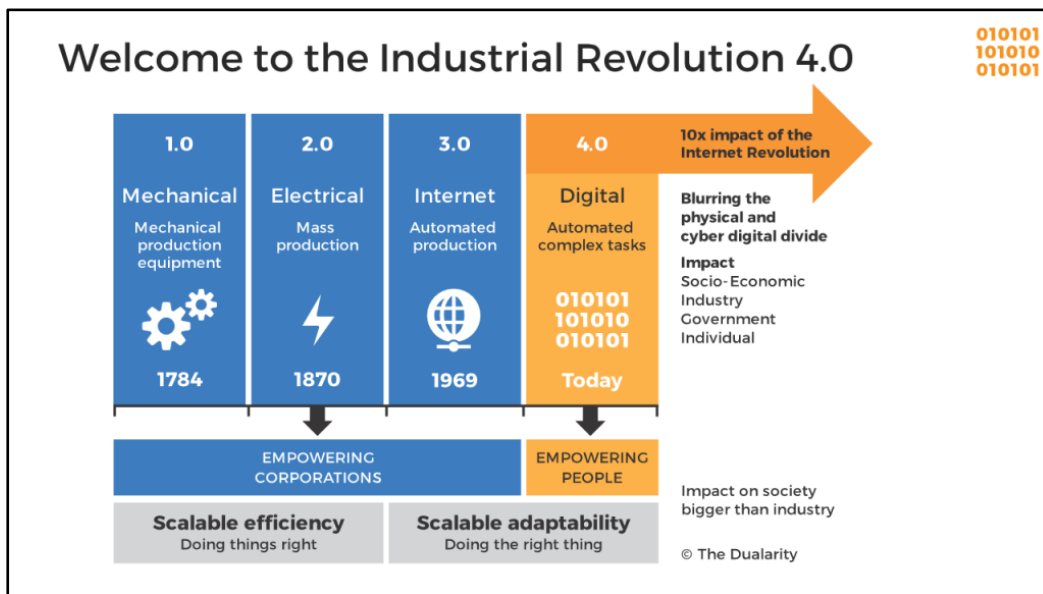 Welcome to the Industrial Revolution 4.0
010101
101010
010101
1.0
Mechanical
Mechanical
production
equipment
1784
2.0
Electrical
Mass
production
1870
3.0
Internet
Automated
production
1969
4.0
Digital
Automated
complex tasks
010101
101010
010101
Today
10x impact of the
Internet Revolution
Blurring the
physical and
cyber digital divide
Impact
Socio-Economic
Industry
Government
Individual
EMPOWERING
CORPORATIONS
EMPOWERING
PEOPLE
Scalable efficiency
Doing things right
Scalable adaptability
Doing the right thing
Impact on society
bigger than industry
© The Duality